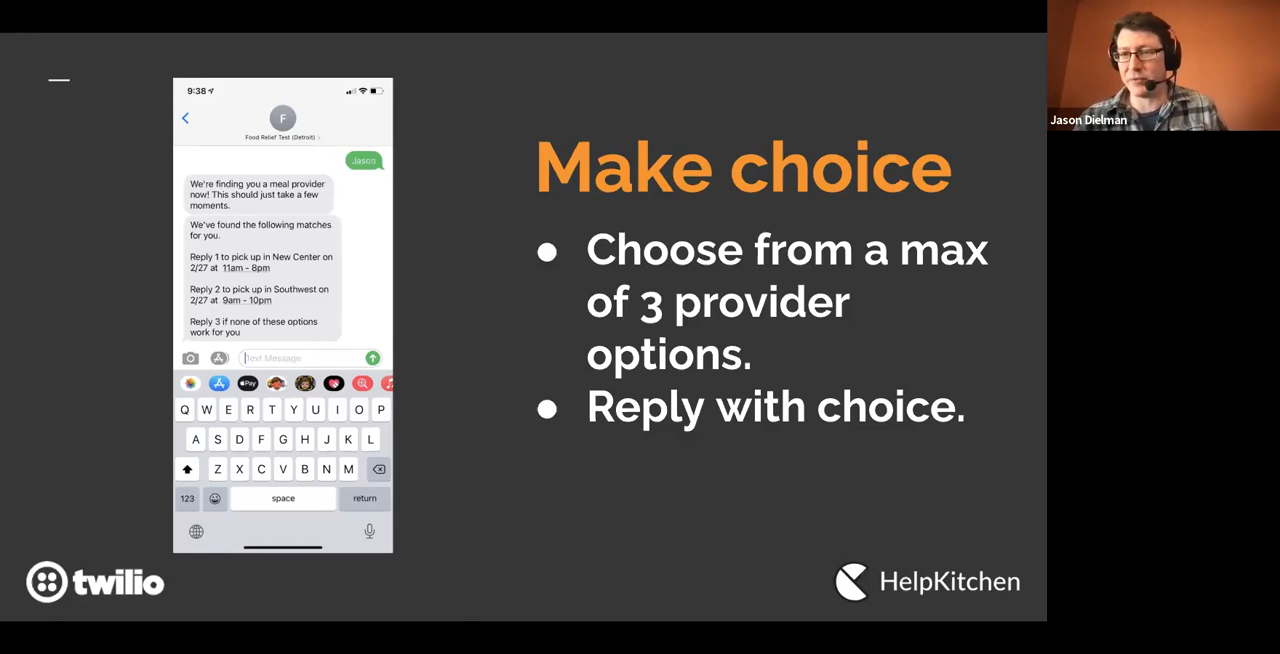 9:38
F
Food Relief Test (Detroit)
Jason
We're finding you a meal provider
now! This should just take a few
moments.
We've found the following matches
for you.
Reply 1 to pick up in New Center on
2/27 at 11am - 8pm
Reply 2 to pick up in Southwest on
2/27 at 9am - 10pm
Reply 3 if none of these options
work for you
Text Message
Pay
Q W E R T Y U I O P
A S D F G H J K L
Z X C V B N M
123 space return
Make choice
● Choose from a max
of 3 provider
options.
● Reply with choice.
twilio
HelpKitchen
Jason Dielman